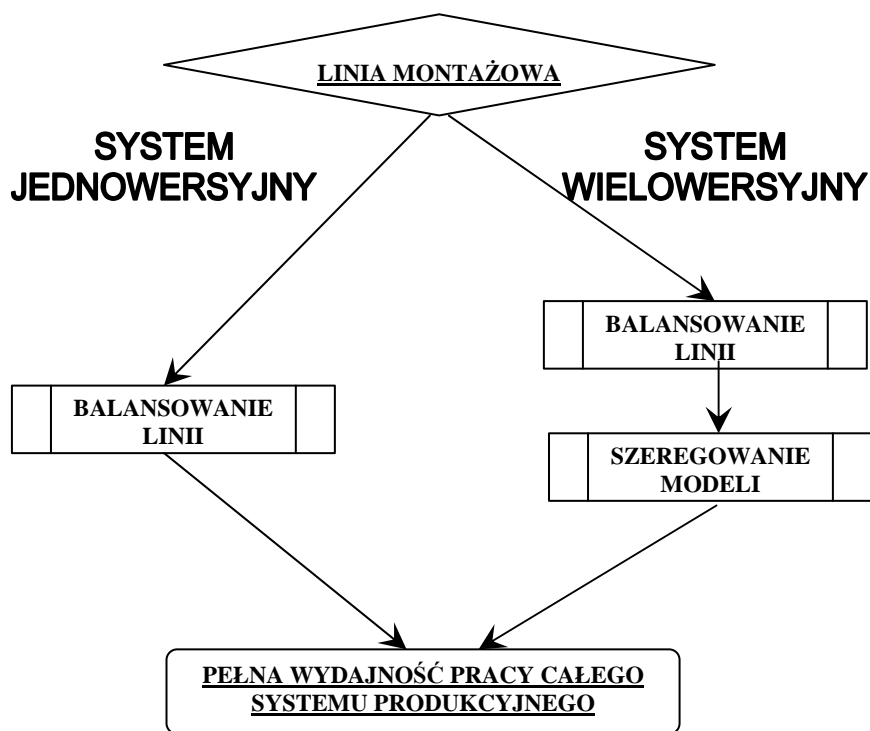 LINIA MONTAŻOWA
SYSTEM
JEDNOWERSYJNY
SYSTEM
WIELOWERSYJNY
BALANSOWANIE
LINII
BALANSOWANIE
LINII
SZEREGOWANIE
MODELI
PEŁNA WYDAJNOŚĆ PRACY CAŁEGO
SYSTEMU PRODUKCYJNEGO